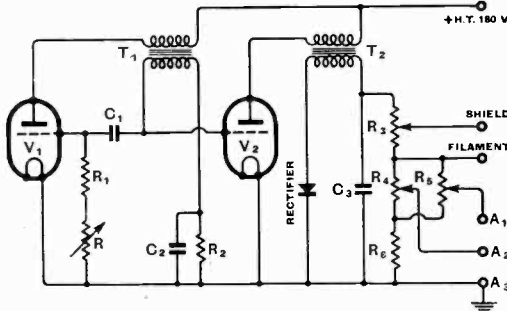 + H.T. 180 V
T1
T2
C1
V1
V2
R1
R
C2
R2
RECTIFIER
C3
R3
SHIELD
FILAMENT
R4
R5
R6
A1
A2
A3